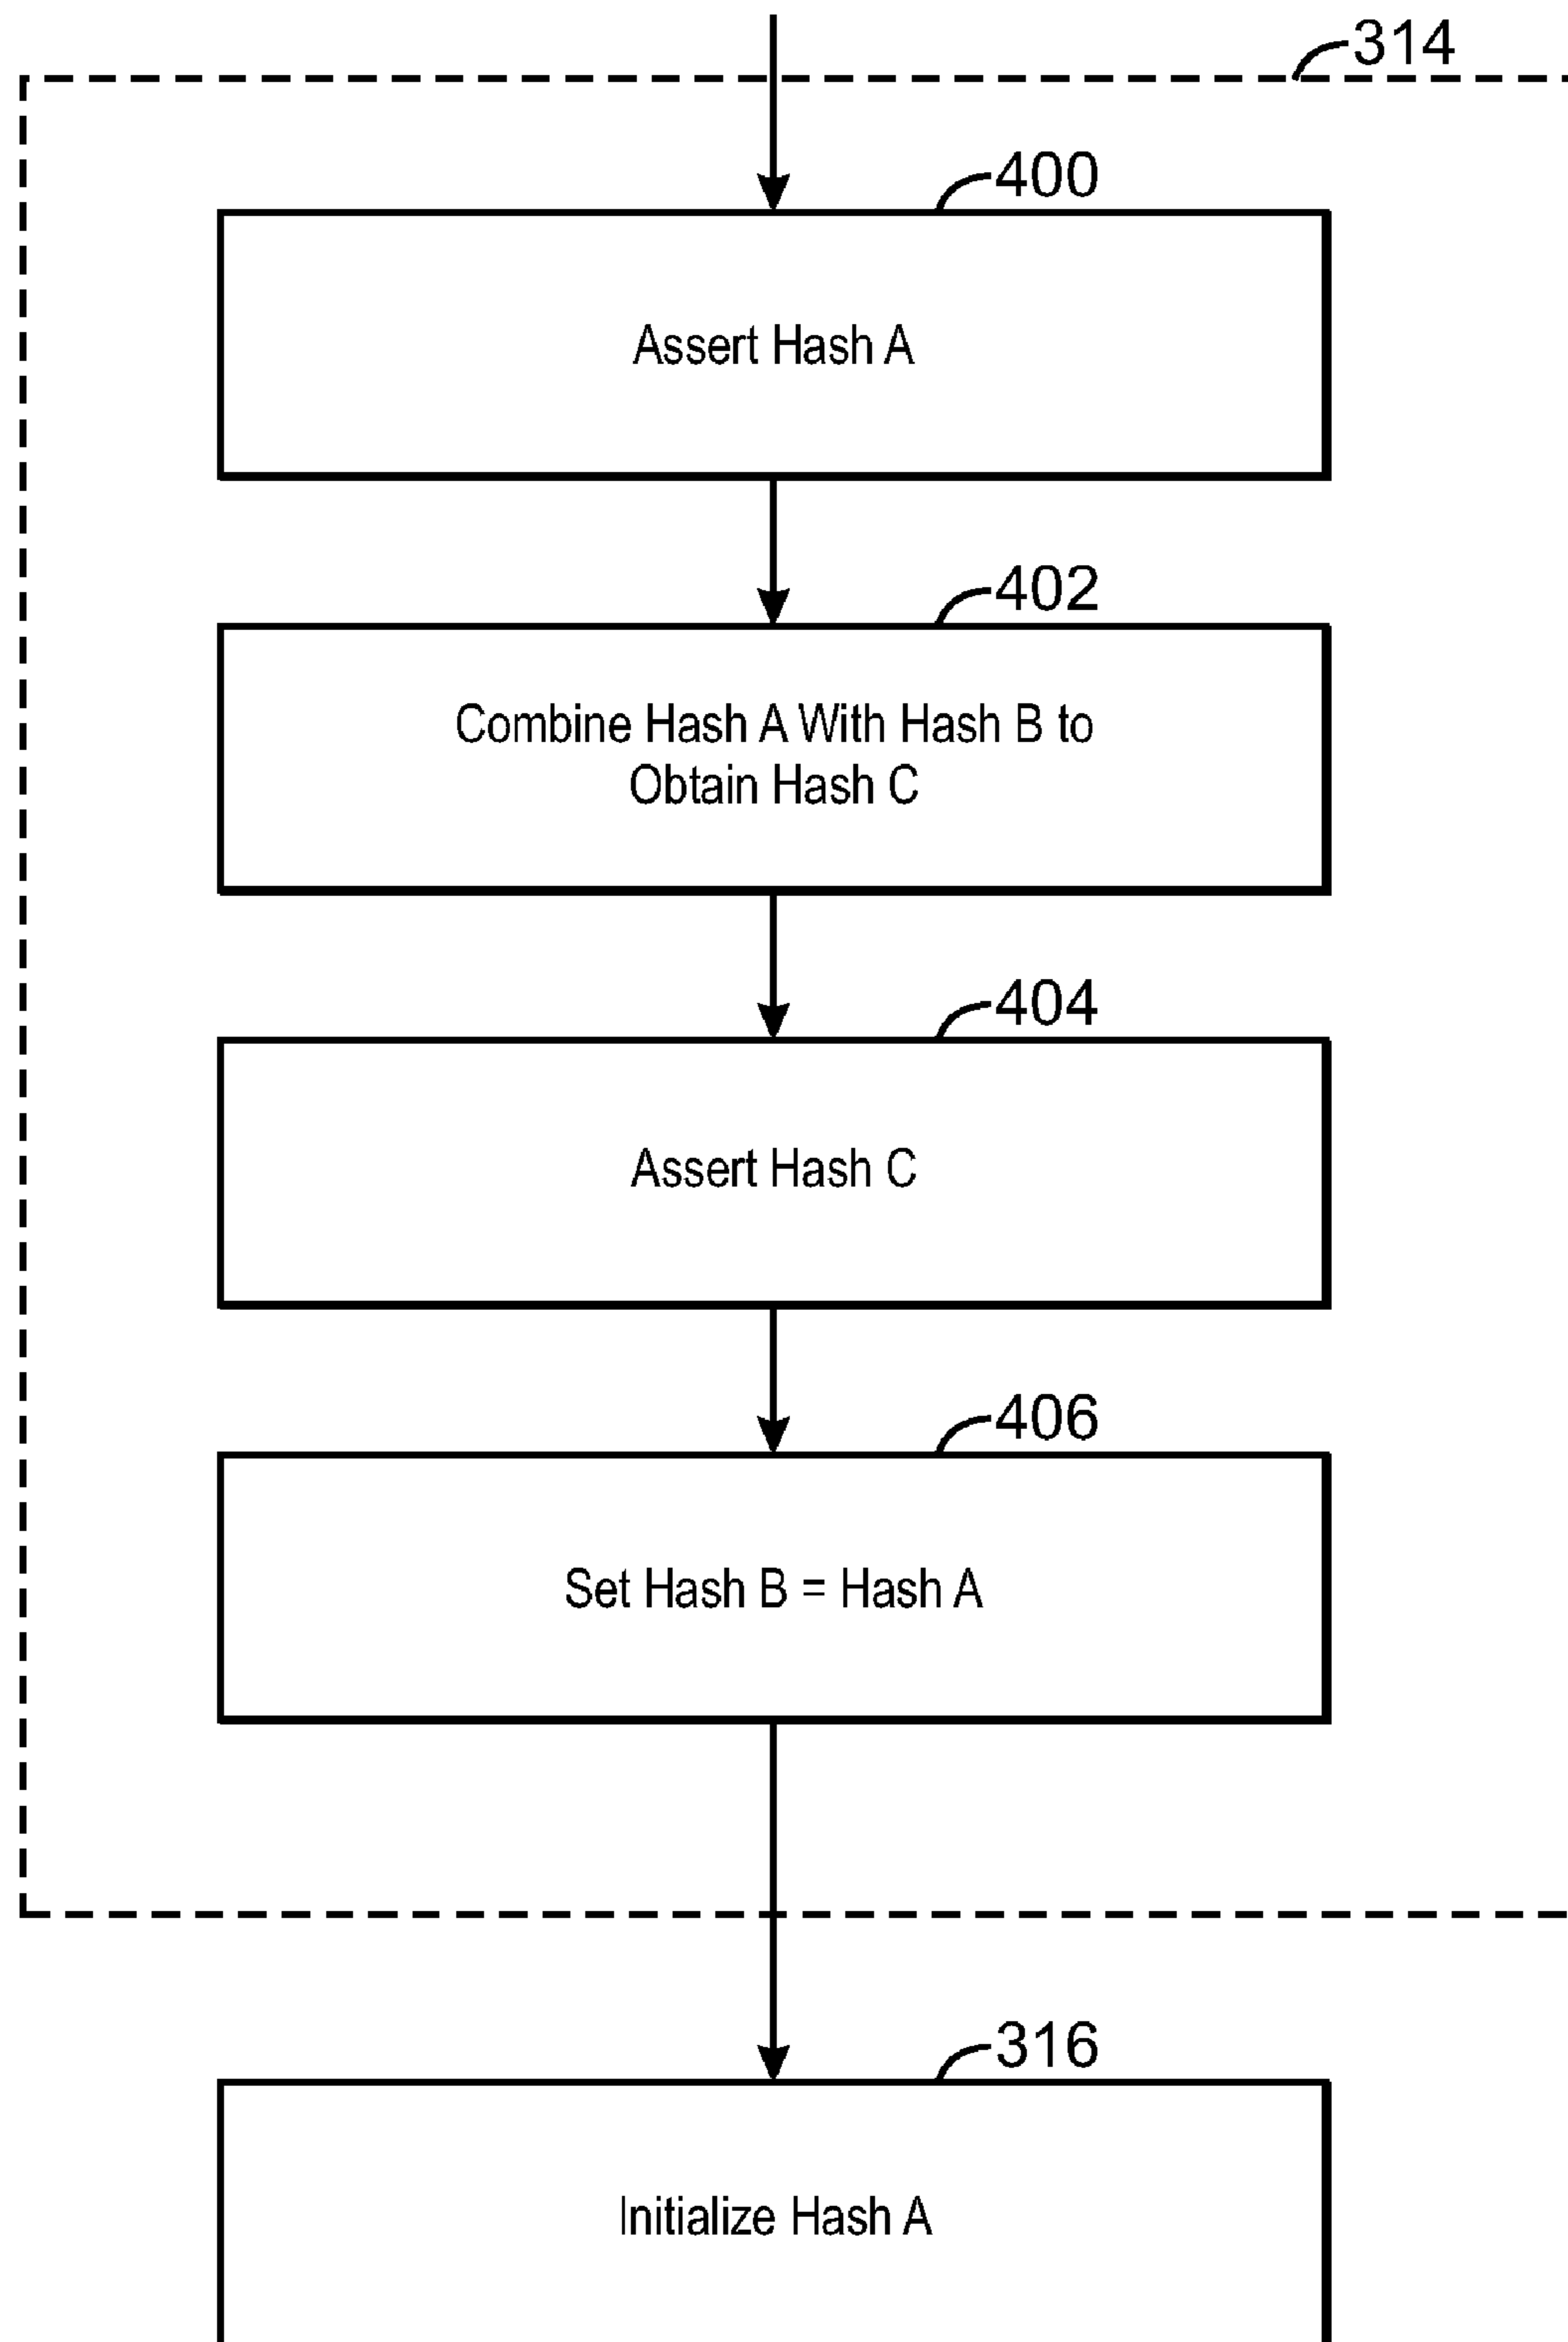 314
400
Assert Hash A
402
Combine Hash A With Hash B to
Obtain Hash C
404
Assert Hash C
406
Set Hash B = Hash A
316
Initialize Hash A